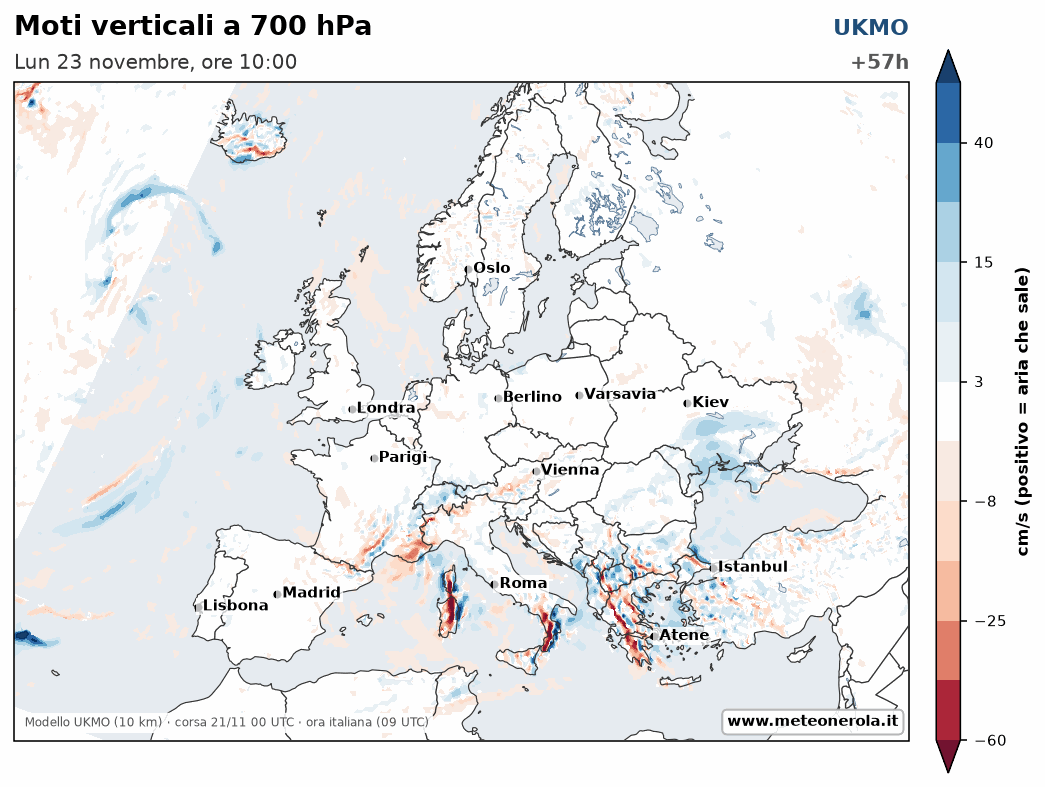 Moti verticali a 700 hPa
UKMO
Lun 23 novembre, ore 10:00
+57h
Oslo
Londra
Berlino
Varsavia
Kiev
Parigi
Vienna
Istanbul
Roma
Madrid
Lisbona
Atene
Modello UKMO (10 km) · corsa 21/11 00 UTC · ora italiana (09 UTC)
www.meteonerola.it
40
15
3
−8
−25
−60
cm/s (positivo = aria che sale)